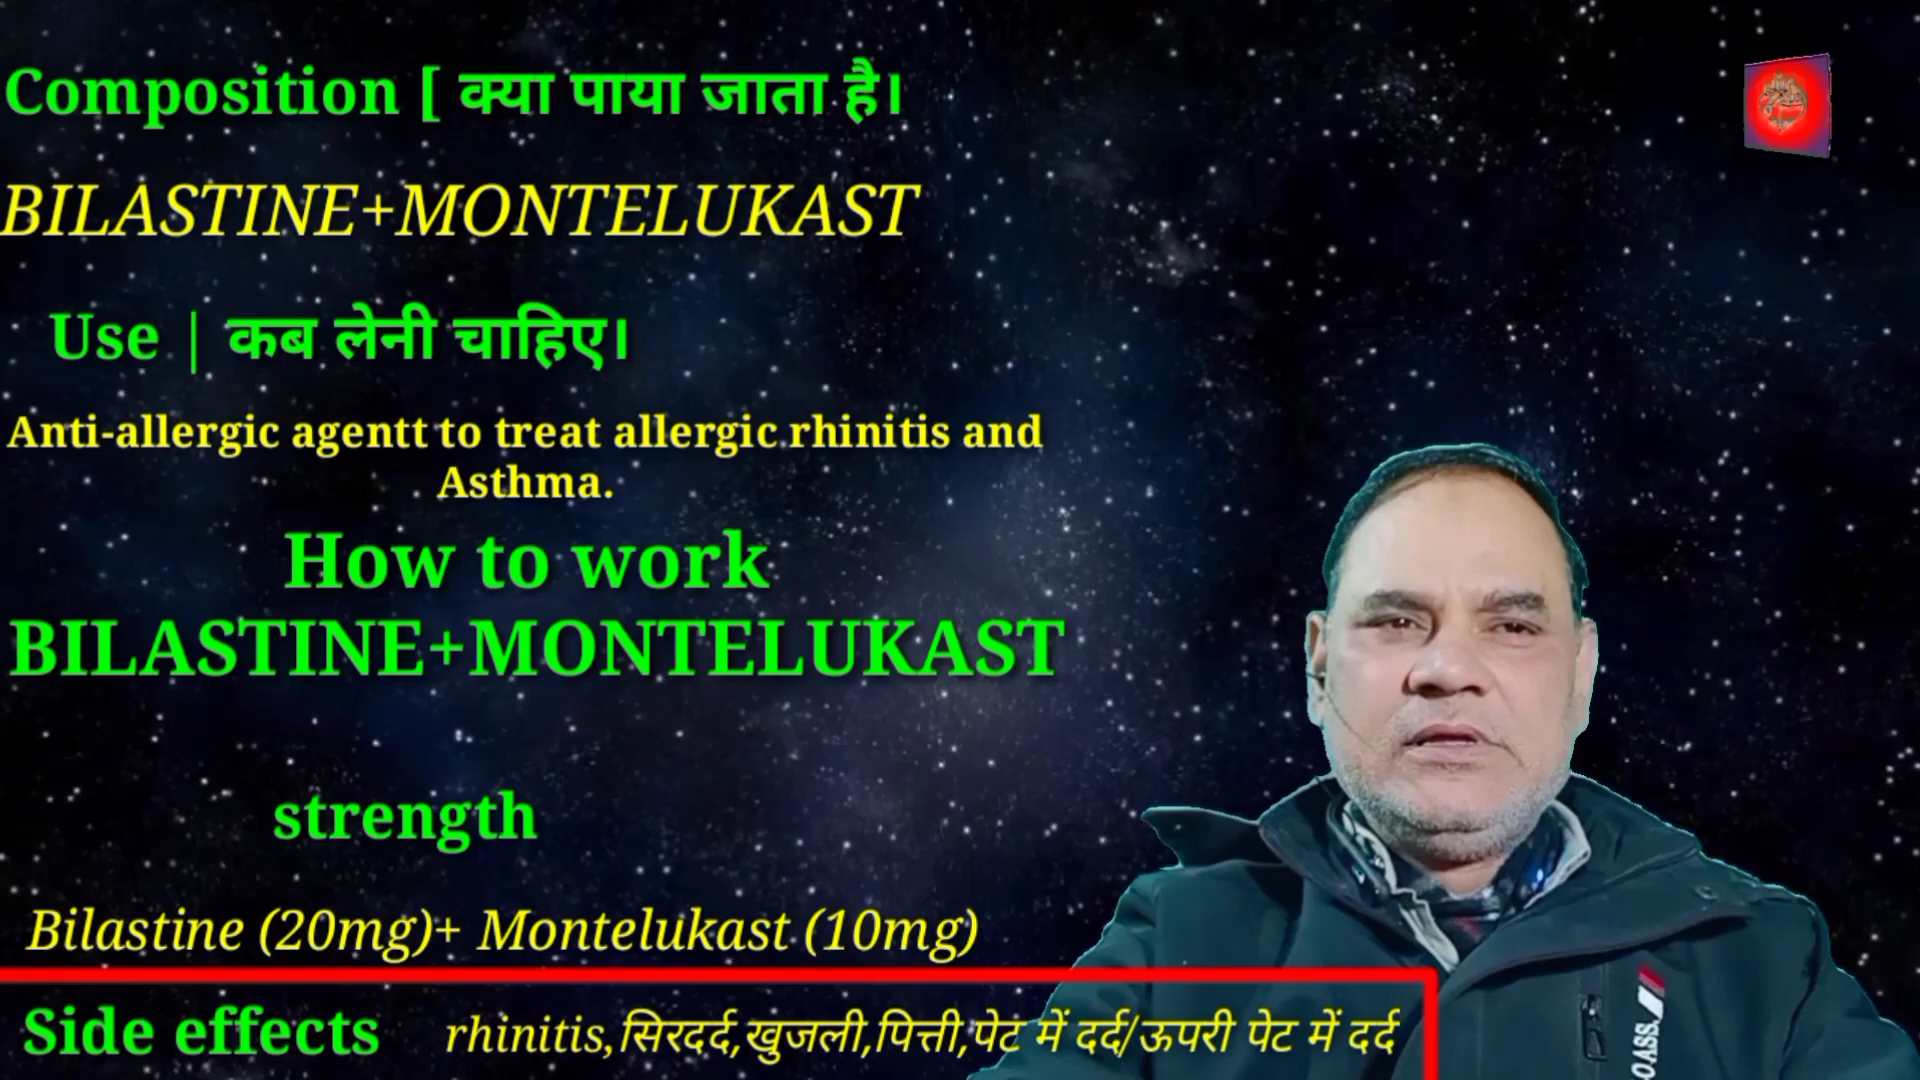 Composition [ क्या पाया जाता है।
BILASTINE+MONTELUKAST
Use | कब लेनी चाहिए।
Anti-allergic agentt to treat allergic rhinitis and
Asthma.
How to work
BILASTINE+MONTELUKAST
strength
Bilastine (20mg)+ Montelukast (10mg)
Side effects rhinitis,सिरदर्द,खुजली,पित्ती,पेट में दर्द/ऊपरी पेट में दर्द
OASS